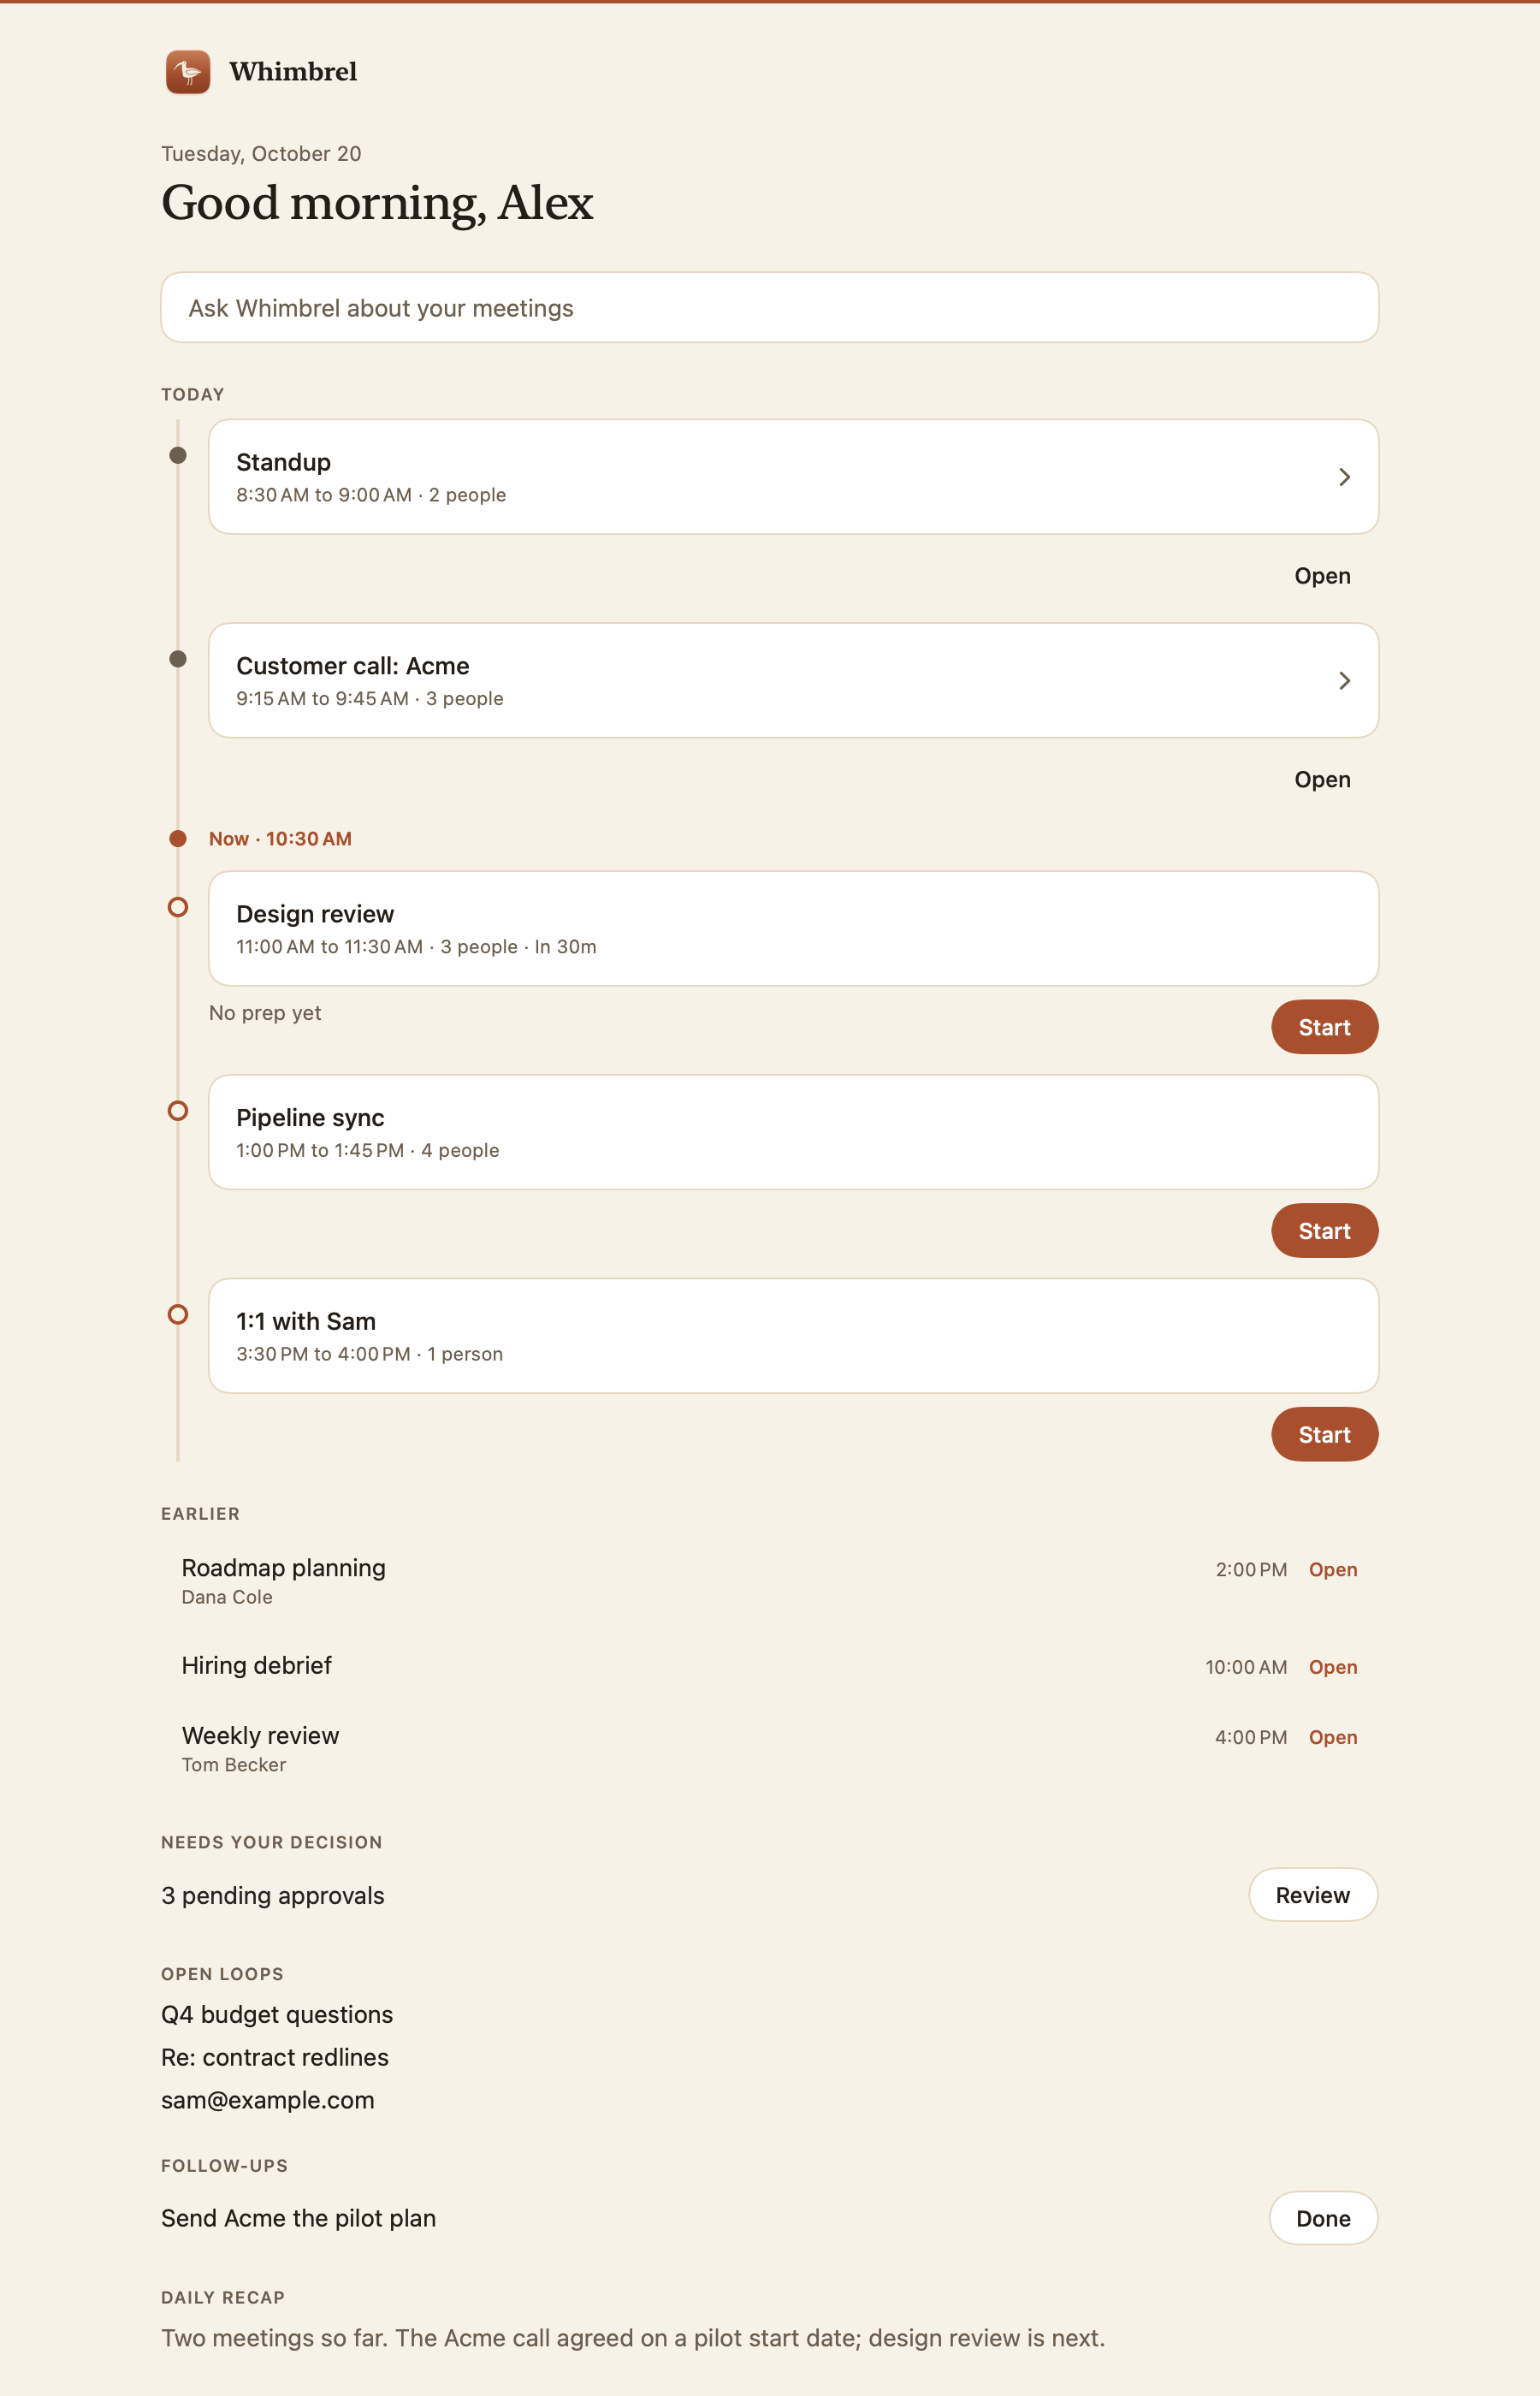 Whimbrel
Tuesday, October 20
Good morning, Alex
Ask Whimbrel about your meetings
TODAY
Standup
8:30 AM to 9:00 AM · 2 people
Open
Customer call: Acme
9:15 AM to 9:45 AM · 3 people
Open
Now · 10:30 AM
Design review
11:00 AM to 11:30 AM · 3 people · In 30m
No prep yet
Start
Pipeline sync
1:00 PM to 1:45 PM · 4 people
Start
1:1 with Sam
3:30 PM to 4:00 PM · 1 person
Start
EARLIER
Roadmap planning 2:00 PM Open
Dana Cole
Hiring debrief 10:00 AM Open
Weekly review 4:00 PM Open
Tom Becker
NEEDS YOUR DECISION
3 pending approvals Review
OPEN LOOPS
Q4 budget questions
Re: contract redlines
sam@example.com
FOLLOW-UPS
Send Acme the pilot plan Done
DAILY RECAP
Two meetings so far. The Acme call agreed on a pilot start date; design review is next.